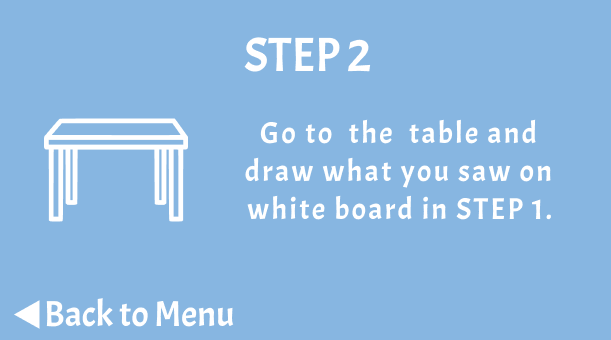 STEP 2
Go to the table and
draw what you saw on
white board in STEP 1.
Back to Menu